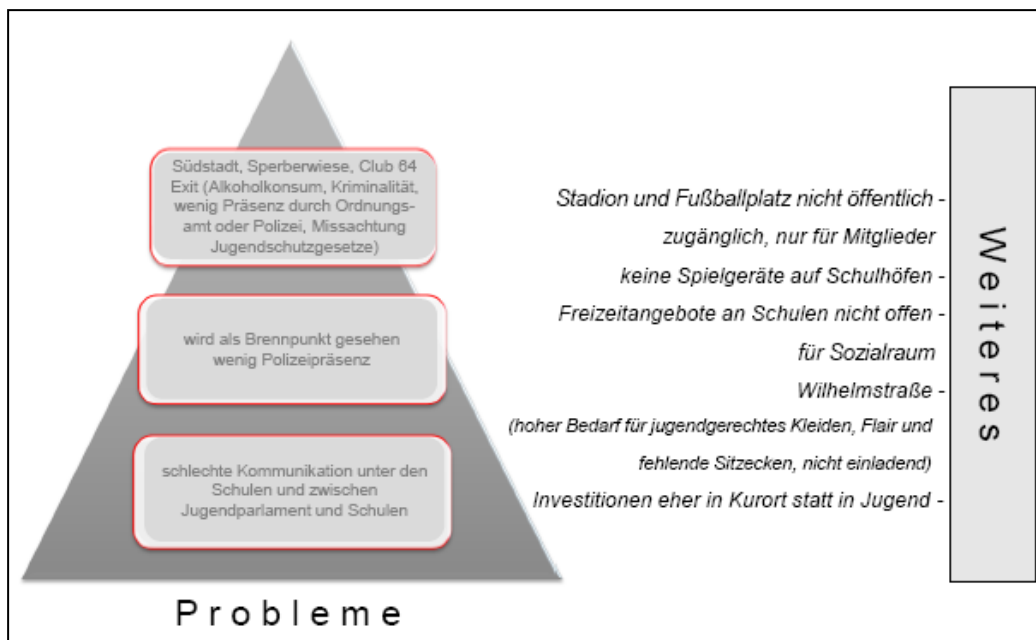 Südstadt, Sperberwiese, Club 64
Exit (Alkoholkonsum, Kriminalität,
wenig Präsenz durch Ordnungs-
amt oder Polizei, Missachtung
Jugendschutzgesetze)
wird als Brennpunkt gesehen
wenig Polizeipräsenz
schlechte Kommunikation unter den
Schulen und zwischen
Jugendparlament und Schulen
Probleme
Stadion und Fußballplatz nicht öffentlich -
zugänglich, nur für Mitglieder
keine Spielgeräte auf Schulhöfen -
Freizeitangebote an Schulen nicht offen -
für Sozialraum
Wilhelmstraße -
(hoher Bedarf für jugendgerechtes Kleiden, Flair und
fehlende Sitzecken, nicht einladend)
Investitionen eher in Kurort statt in Jugend -
Weiteres